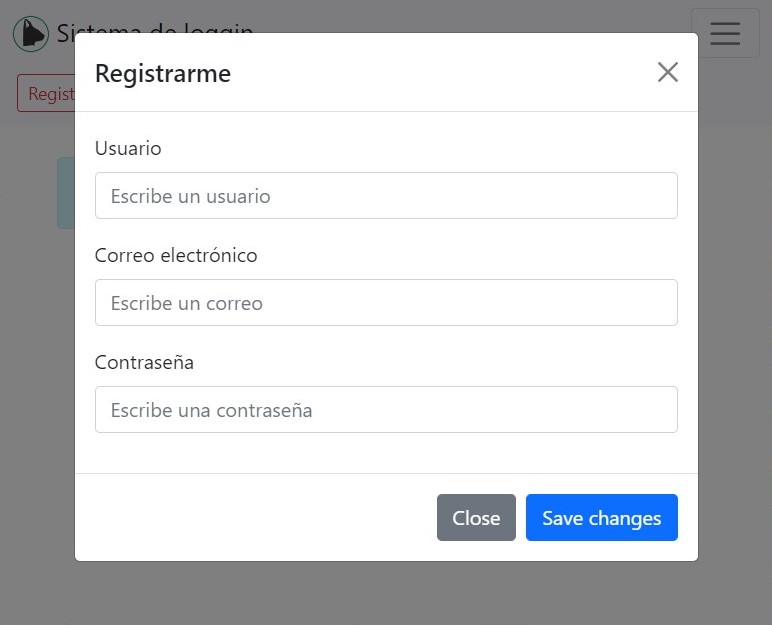 Sistema de loggin
Regist
Registrarme
Usuario
Escribe un usuario
Correo electrónico
Escribe un correo
Contraseña
Escribe una contraseña
Close
Save changes